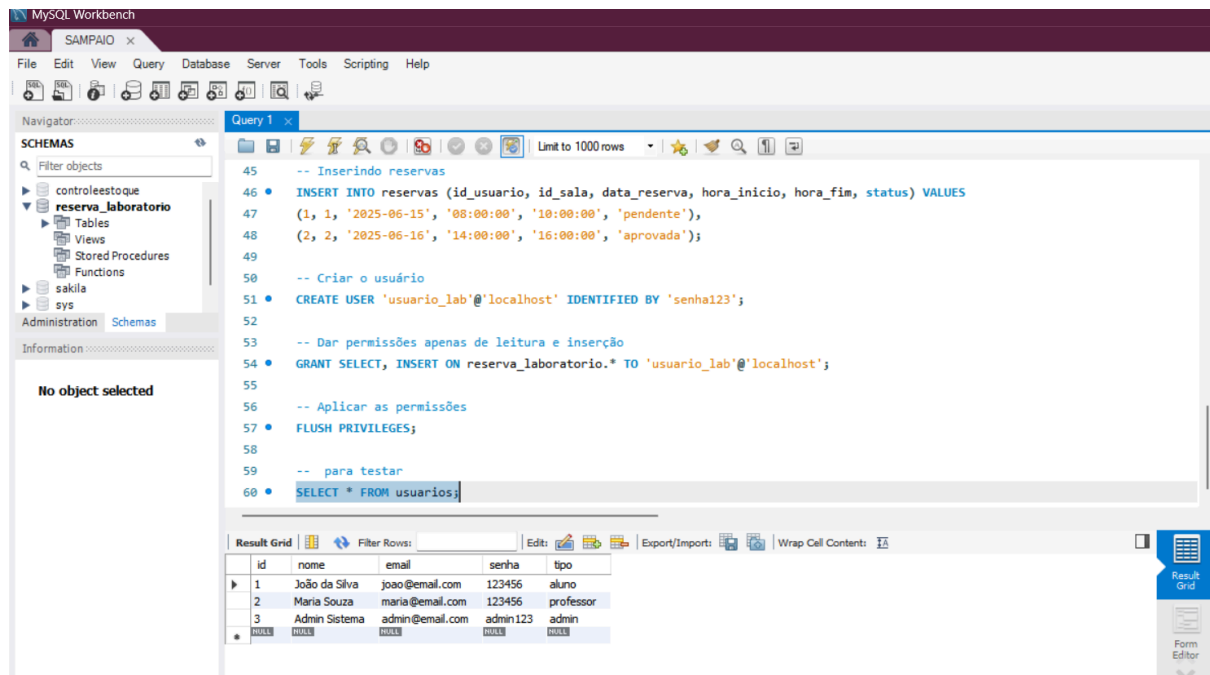 MySQL Workbench
SAMPAIO ×
File Edit View Query Database Server Tools Scripting Help
Navigator
SCHEMAS
Filter objects
controleestoque
reserva_laboratorio
Tables
Views
Stored Procedures
Functions
sakila
sys
Administration Schemas
Information
No object selected
Query 1 ×
Limit to 1000 rows
45 -- Inserindo reservas
46 INSERT INTO reservas (id_usuario, id_sala, data_reserva, hora_inicio, hora_fim, status) VALUES
47 (1, 1, '2025-06-15', '08:00:00', '10:00:00', 'pendente'),
48 (2, 2, '2025-06-16', '14:00:00', '16:00:00', 'aprovada');
49
50 -- Criar o usuário
51 CREATE USER 'usuario_lab'@'localhost' IDENTIFIED BY 'senha123';
52
53 -- Dar permissões apenas de leitura e inserção
54 GRANT SELECT, INSERT ON reserva_laboratorio.* TO 'usuario_lab'@'localhost';
55
56 -- Aplicar as permissões
57 FLUSH PRIVILEGES;
58
59 -- para testar
60 SELECT * FROM usuarios;
Result Grid Filter Rows: Edit: Export/Import: Wrap Cell Content:
id nome email senha tipo
1 João da Silva joao@email.com 123456 aluno
2 Maria Souza maria@email.com 123456 professor
3 Admin Sistema admin@email.com admin123 admin
NULL NULL NULL NULL NULL
Result
Grid
Form
Editor